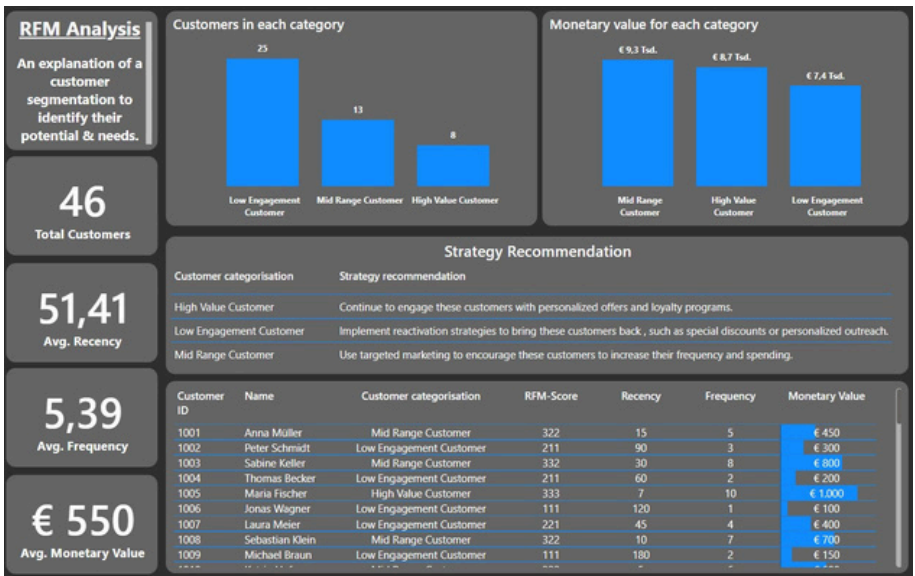 RFM Analysis
An explanation of a
customer
segmentation to
identify their
potential & needs.
46
Total Customers
51,41
Avg. Recency
5,39
Avg. Frequency
€ 550
Avg. Monetary Value
Customers in each category
25
13
8
Low Engagement
Customer
Mid Range Customer
High Value Customer
Monetary value for each category
€ 9,3 Tsd.
€ 8,7 Tsd.
€ 7,4 Tsd.
Mid Range
Customer
High Value
Customer
Low Engagement
Customer
Strategy Recommendation
Customer categorisation Strategy recommendation
High Value Customer Continue to engage these customers with personalized offers and loyalty programs.
Low Engagement Customer Implement reactivation strategies to bring these customers back , such as special discounts or personalized outreach.
Mid Range Customer Use targeted marketing to encourage these customers to increase their frequency and spending.
Customer ID Name Customer categorisation RFM-Score Recency Frequency Monetary Value
1001 Anna Müller Mid Range Customer 322 15 5 € 450
1002 Peter Schmidt Low Engagement Customer 211 90 3 € 300
1003 Sabine Keller Mid Range Customer 332 30 8 € 800
1004 Thomas Becker Low Engagement Customer 211 60 2 € 200
1005 Maria Fischer High Value Customer 333 7 10 € 1.000
1006 Jonas Wagner Low Engagement Customer 111 120 1 € 100
1007 Laura Meier Low Engagement Customer 221 45 4 € 400
1008 Sebastian Klein Mid Range Customer 322 10 7 € 700
1009 Michael Braun Low Engagement Customer 111 180 2 € 150